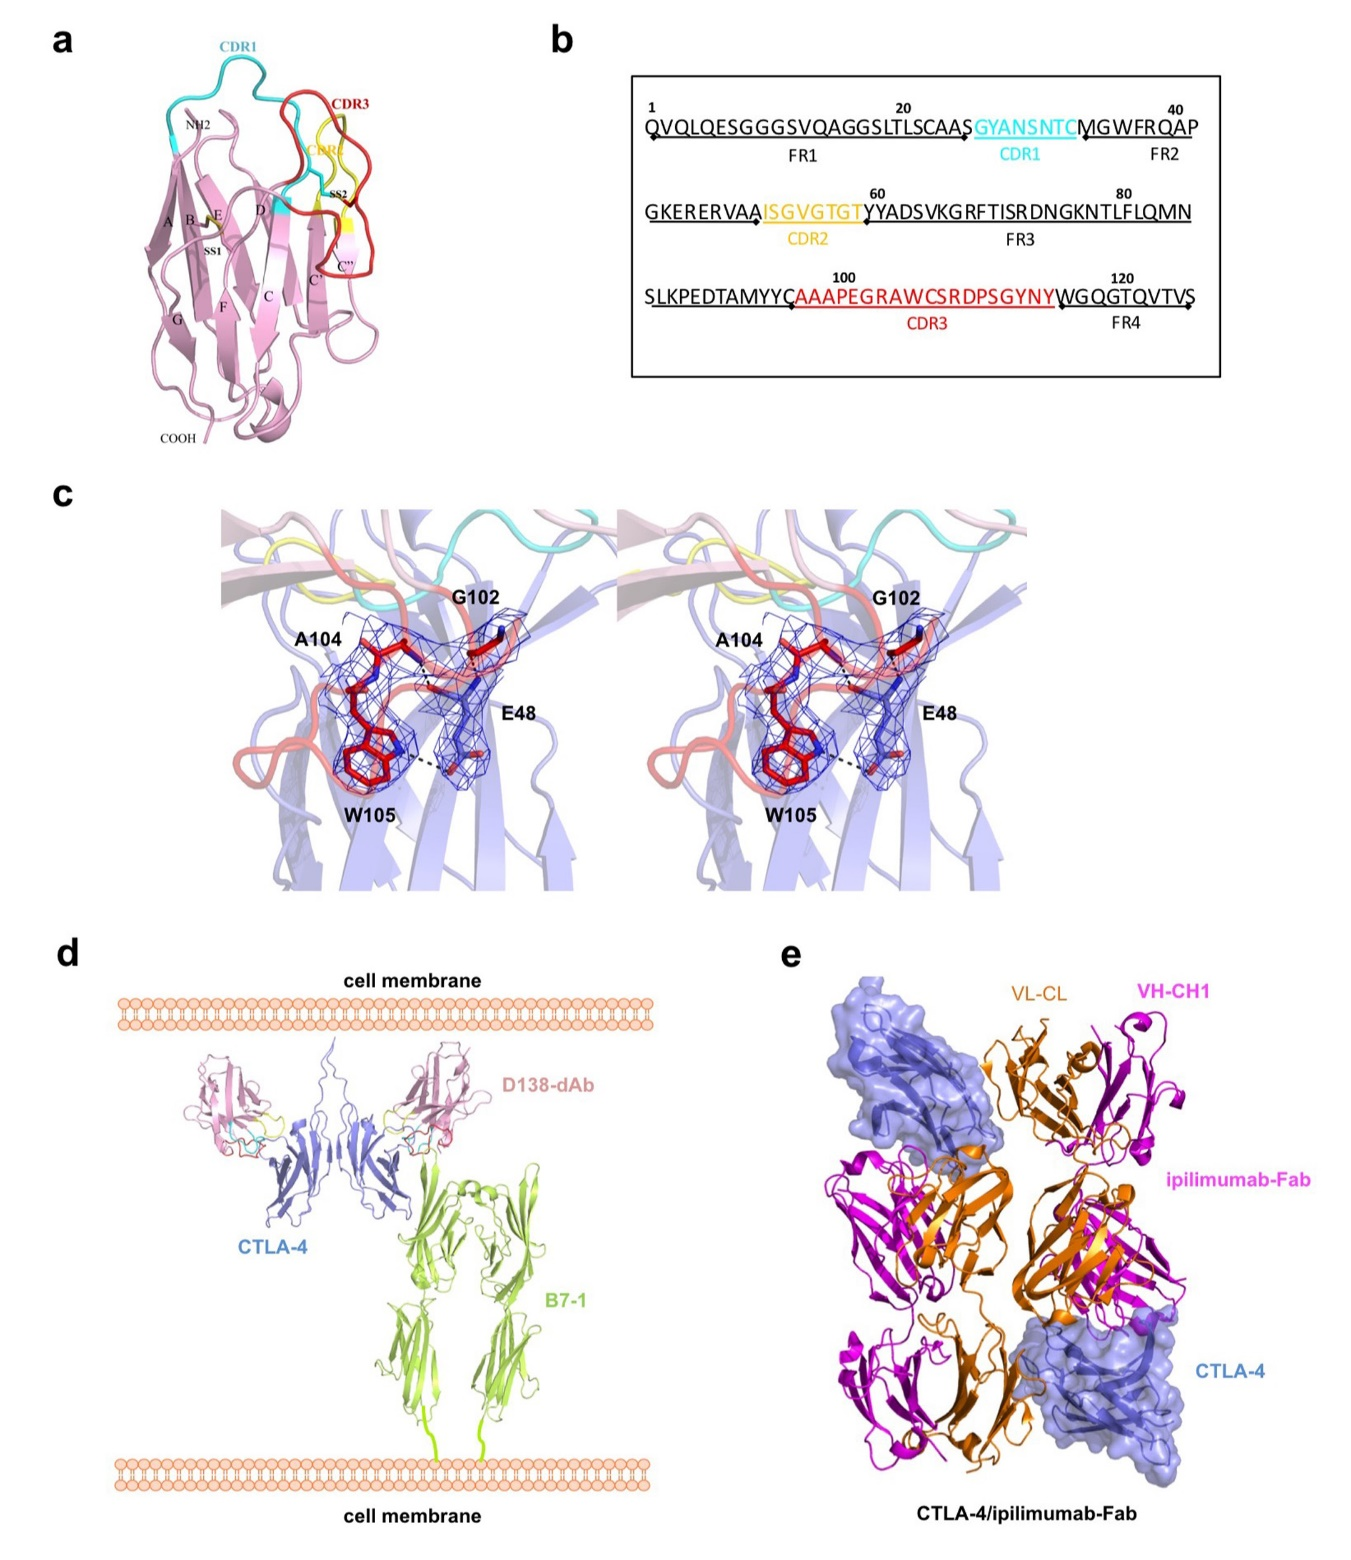 a
CDR1
CDR3
NH2
CDR2
SS2
A B E D
SS1
C' C''
F C
G
COOH
b
1 20 40
QVQLQESGGGSVQAGGSLTLSCAASGYANSNTCMGWFRQAP
FR1 CDR1 FR2
60 80
GKERERVAAISGVGTGTYYADSVKGRFTISRDNGKNTLFLQMN
CDR2 FR3
100 120
SLKPEDTAMYYCAAAPEGRAWCSRDPSGYNYWGQGTQVTVS
CDR3 FR4
c
G102 G102
A104 A104
E48 E48
W105 W105
d
cell membrane
D138-dAb
CTLA-4
B7-1
cell membrane
e
VL-CL VH-CH1
ipilimumab-Fab
CTLA-4
CTLA-4/ipilimumab-Fab